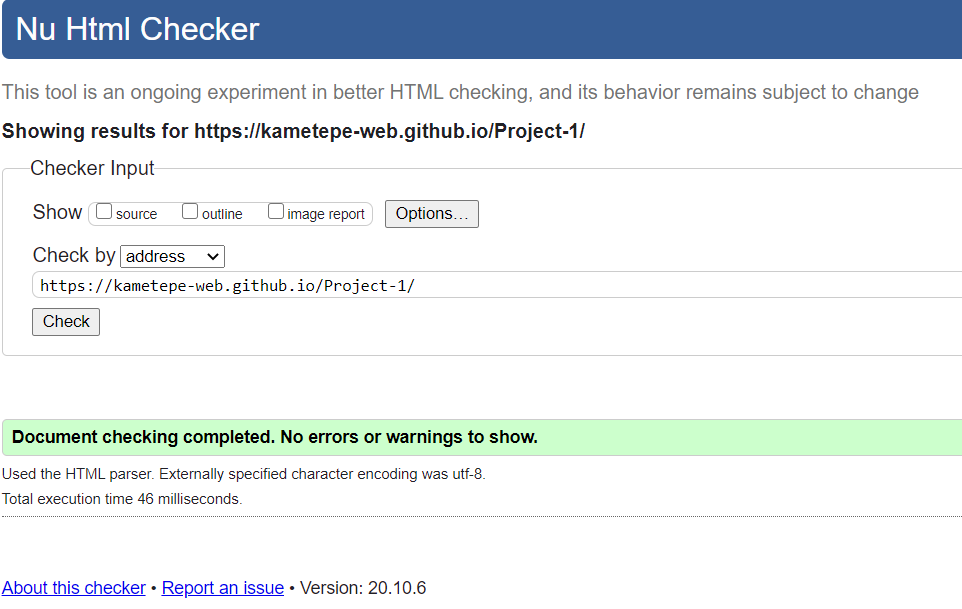 Nu Html Checker
This tool is an ongoing experiment in better HTML checking, and its behavior remains subject to change
Showing results for https://kametepe-web.github.io/Project-1/
Checker Input
Show source outline image report Options...
Check by address
https://kametepe-web.github.io/Project-1/
Check
Document checking completed. No errors or warnings to show.
Used the HTML parser. Externally specified character encoding was utf-8.
Total execution time 46 milliseconds.
About this checker • Report an issue • Version: 20.10.6